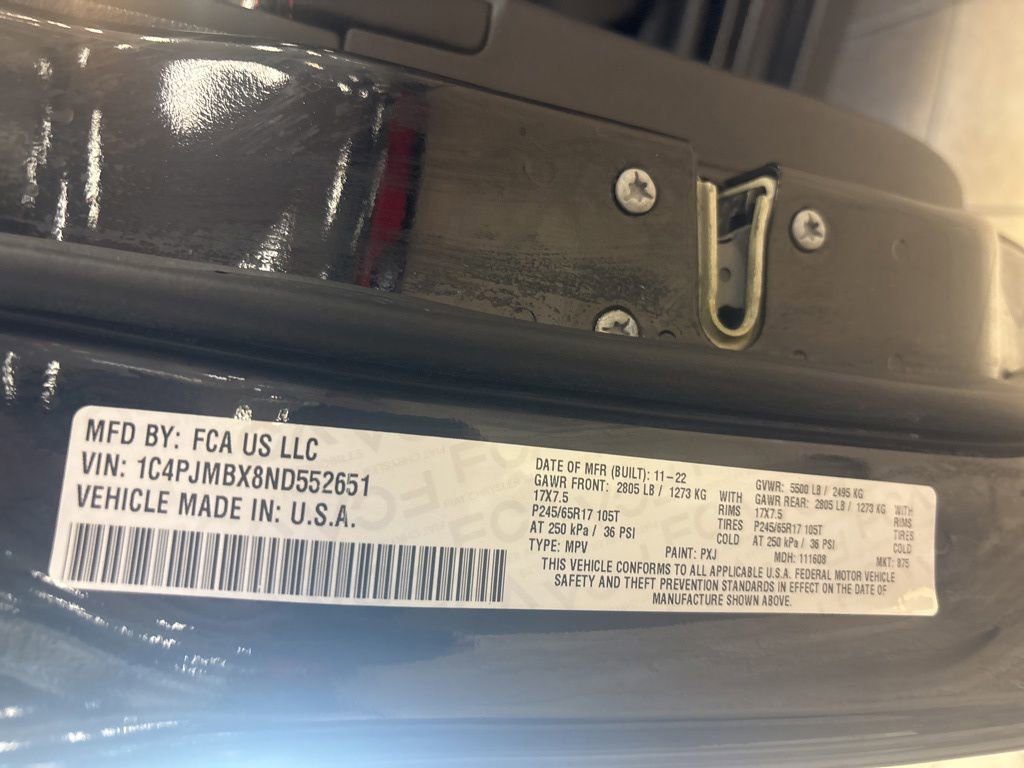 MFD BY: FCA US LLC
VIN: 1C4PJMBX8ND552651
VEHICLE MADE IN: U.S.A.
DATE OF MFR (BUILT): 11-22 GVWR: 5500 LB / 2495 KG
GAWR FRONT: 2805 LB / 1273 KG WITH GAWR REAR: 2805 LB / 1273 KG WITH
17X7.5 RIMS 17X7.5 RIMS
P245/65R17 105T TIRES P245/65R17 105T TIRES
AT 250 kPa / 36 PSI COLD AT 250 kPa / 36 PSI COLD
TYPE: MPV PAINT: PXJ MDH: 111608 MKT: 875
THIS VEHICLE CONFORMS TO ALL APPLICABLE U.S.A. FEDERAL MOTOR VEHICLE
SAFETY AND THEFT PREVENTION STANDARDS IN EFFECT ON THE DATE OF
MANUFACTURE SHOWN ABOVE.